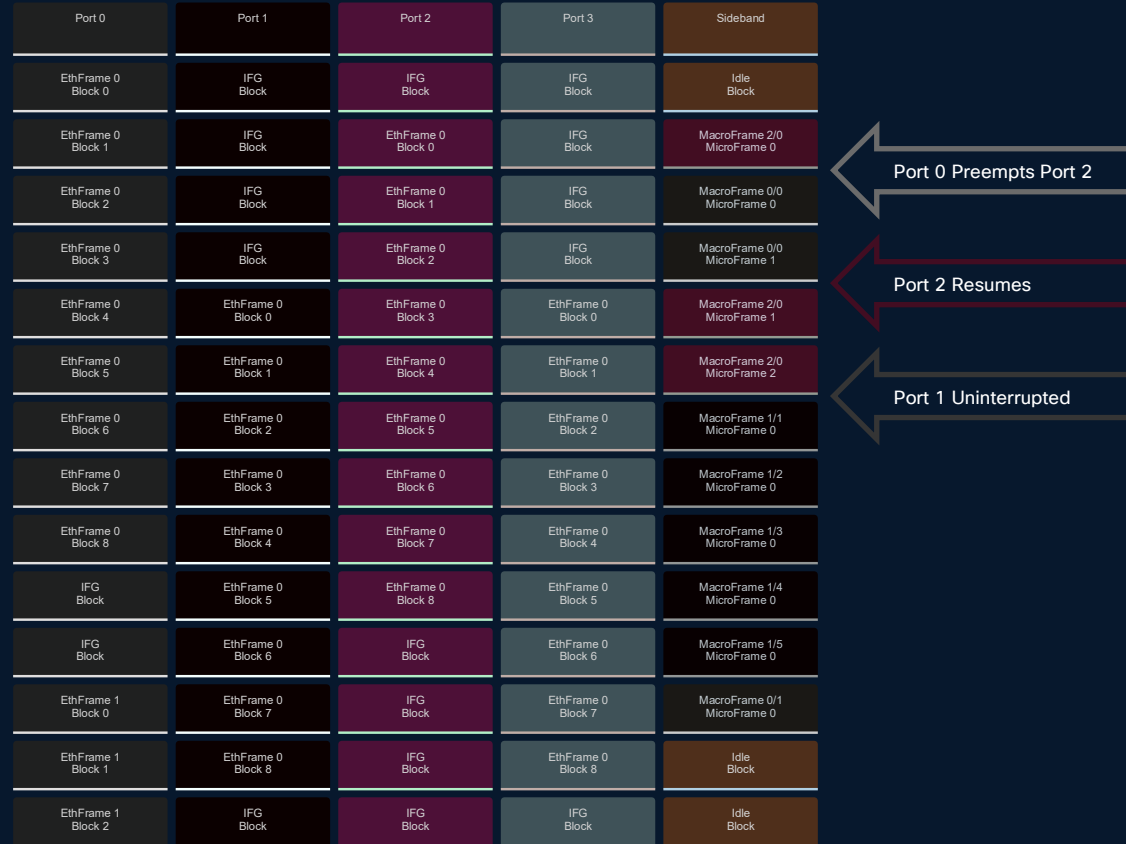 Port 0
Port 1
Port 2
Port 3
Sideband
EthFrame 0
Block 0
IFG
Block
IFG
Block
IFG
Block
Idle
Block
EthFrame 0
Block 1
IFG
Block
EthFrame 0
Block 0
IFG
Block
MacroFrame 2/0
MicroFrame 0
Port 0 Preempts Port 2
EthFrame 0
Block 2
IFG
Block
EthFrame 0
Block 1
IFG
Block
MacroFrame 0/0
MicroFrame 0
EthFrame 0
Block 3
IFG
Block
EthFrame 0
Block 2
IFG
Block
MacroFrame 0/0
MicroFrame 1
Port 2 Resumes
EthFrame 0
Block 4
EthFrame 0
Block 0
EthFrame 0
Block 3
EthFrame 0
Block 0
MacroFrame 2/0
MicroFrame 1
EthFrame 0
Block 5
EthFrame 0
Block 1
EthFrame 0
Block 4
EthFrame 0
Block 1
MacroFrame 2/0
MicroFrame 2
Port 1 Uninterrupted
EthFrame 0
Block 6
EthFrame 0
Block 2
EthFrame 0
Block 5
EthFrame 0
Block 2
MacroFrame 1/1
MicroFrame 0
EthFrame 0
Block 7
EthFrame 0
Block 3
EthFrame 0
Block 6
EthFrame 0
Block 3
MacroFrame 1/2
MicroFrame 0
EthFrame 0
Block 8
EthFrame 0
Block 4
EthFrame 0
Block 7
EthFrame 0
Block 4
MacroFrame 1/3
MicroFrame 0
IFG
Block
EthFrame 0
Block 5
EthFrame 0
Block 8
EthFrame 0
Block 5
MacroFrame 1/4
MicroFrame 0
IFG
Block
EthFrame 0
Block 6
IFG
Block
EthFrame 0
Block 6
MacroFrame 1/5
MicroFrame 0
EthFrame 1
Block 0
EthFrame 0
Block 7
IFG
Block
EthFrame 0
Block 7
MacroFrame 0/1
MicroFrame 0
EthFrame 1
Block 1
EthFrame 0
Block 8
IFG
Block
EthFrame 0
Block 8
Idle
Block
EthFrame 1
Block 2
IFG
Block
IFG
Block
IFG
Block
Idle
Block